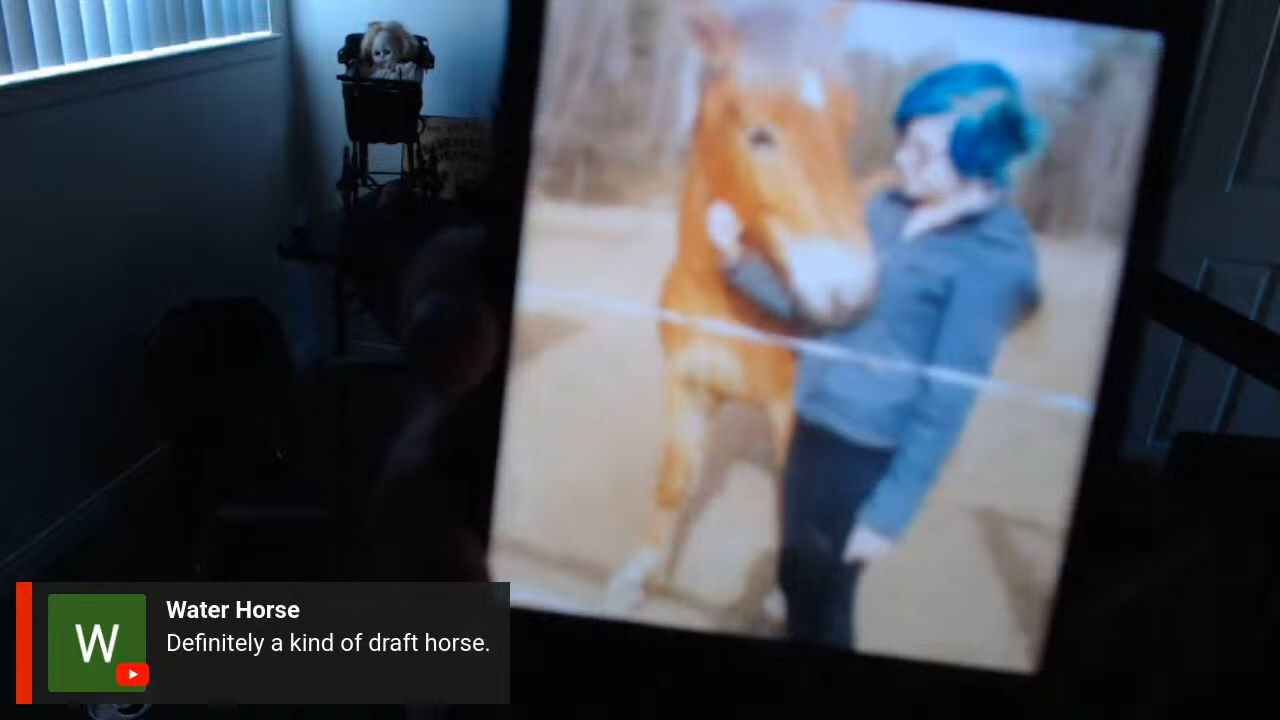 W
Water Horse
Definitely a kind of draft horse.